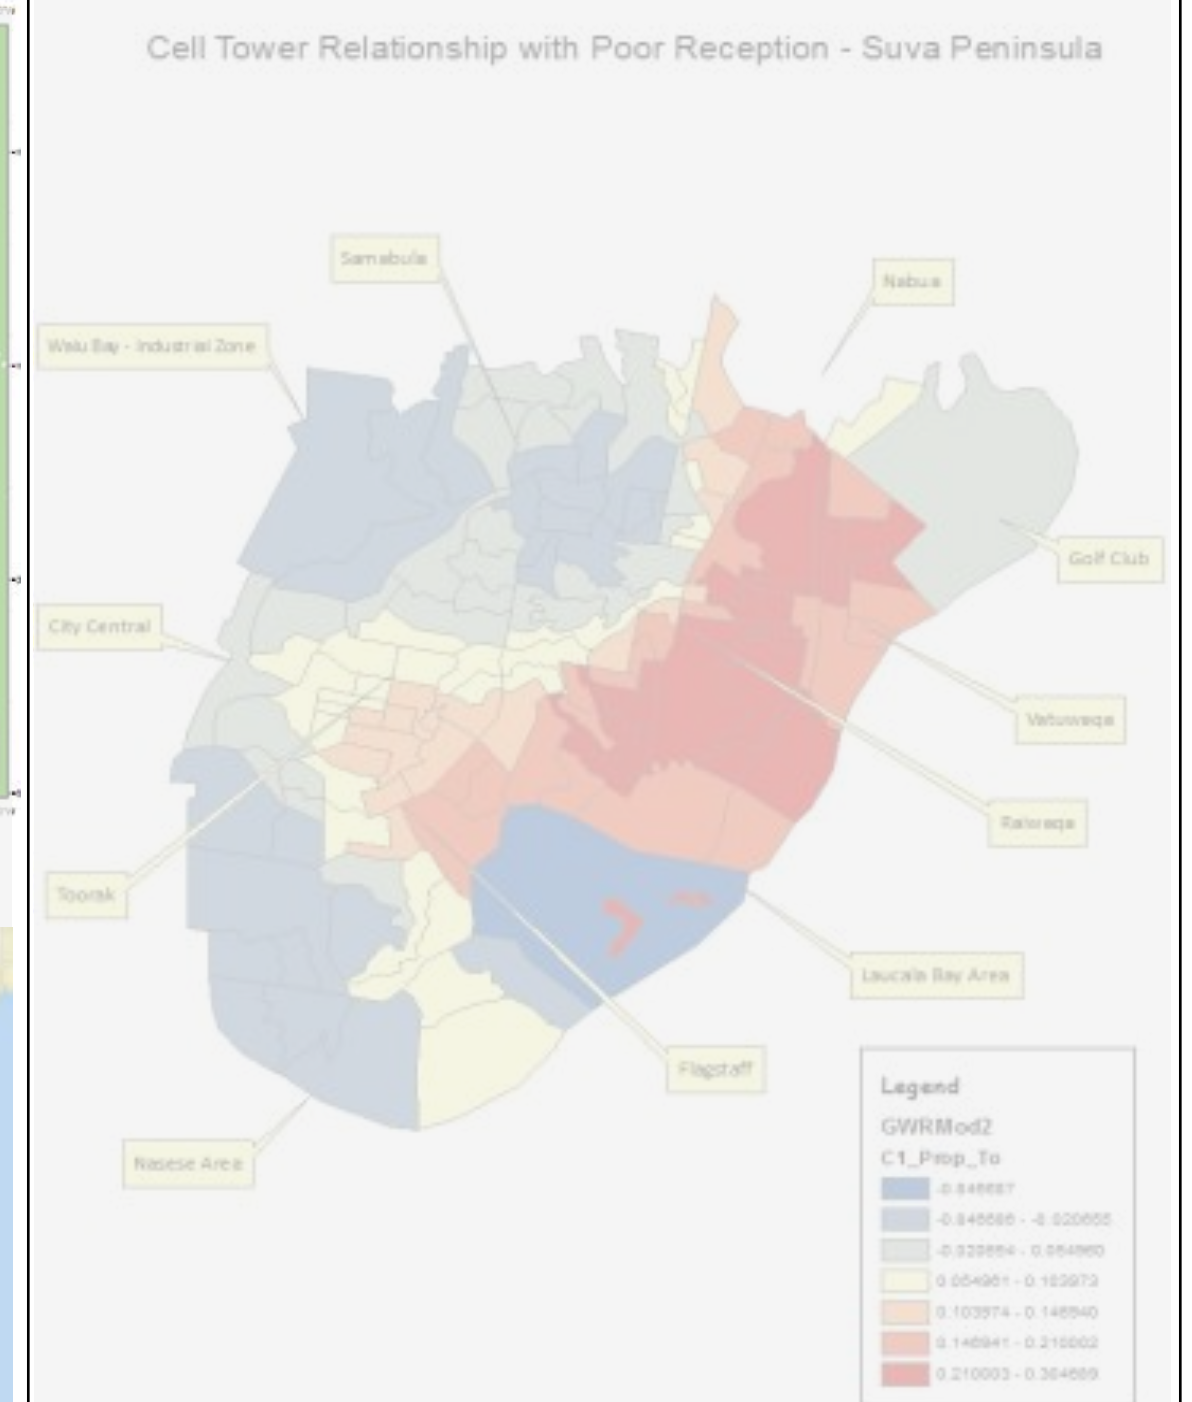 Cell Tower Relationship with Poor Reception - Suva Peninsula
Samabula
Nabua
Walu Bay - Industrial Zone
Golf Club
City Central
Vatuwaqa
Raiwaqa
Toorak
Laucala Bay Area
Flagstaff
Nasese Area
Legend
GWRMod2
C1_Prop_To